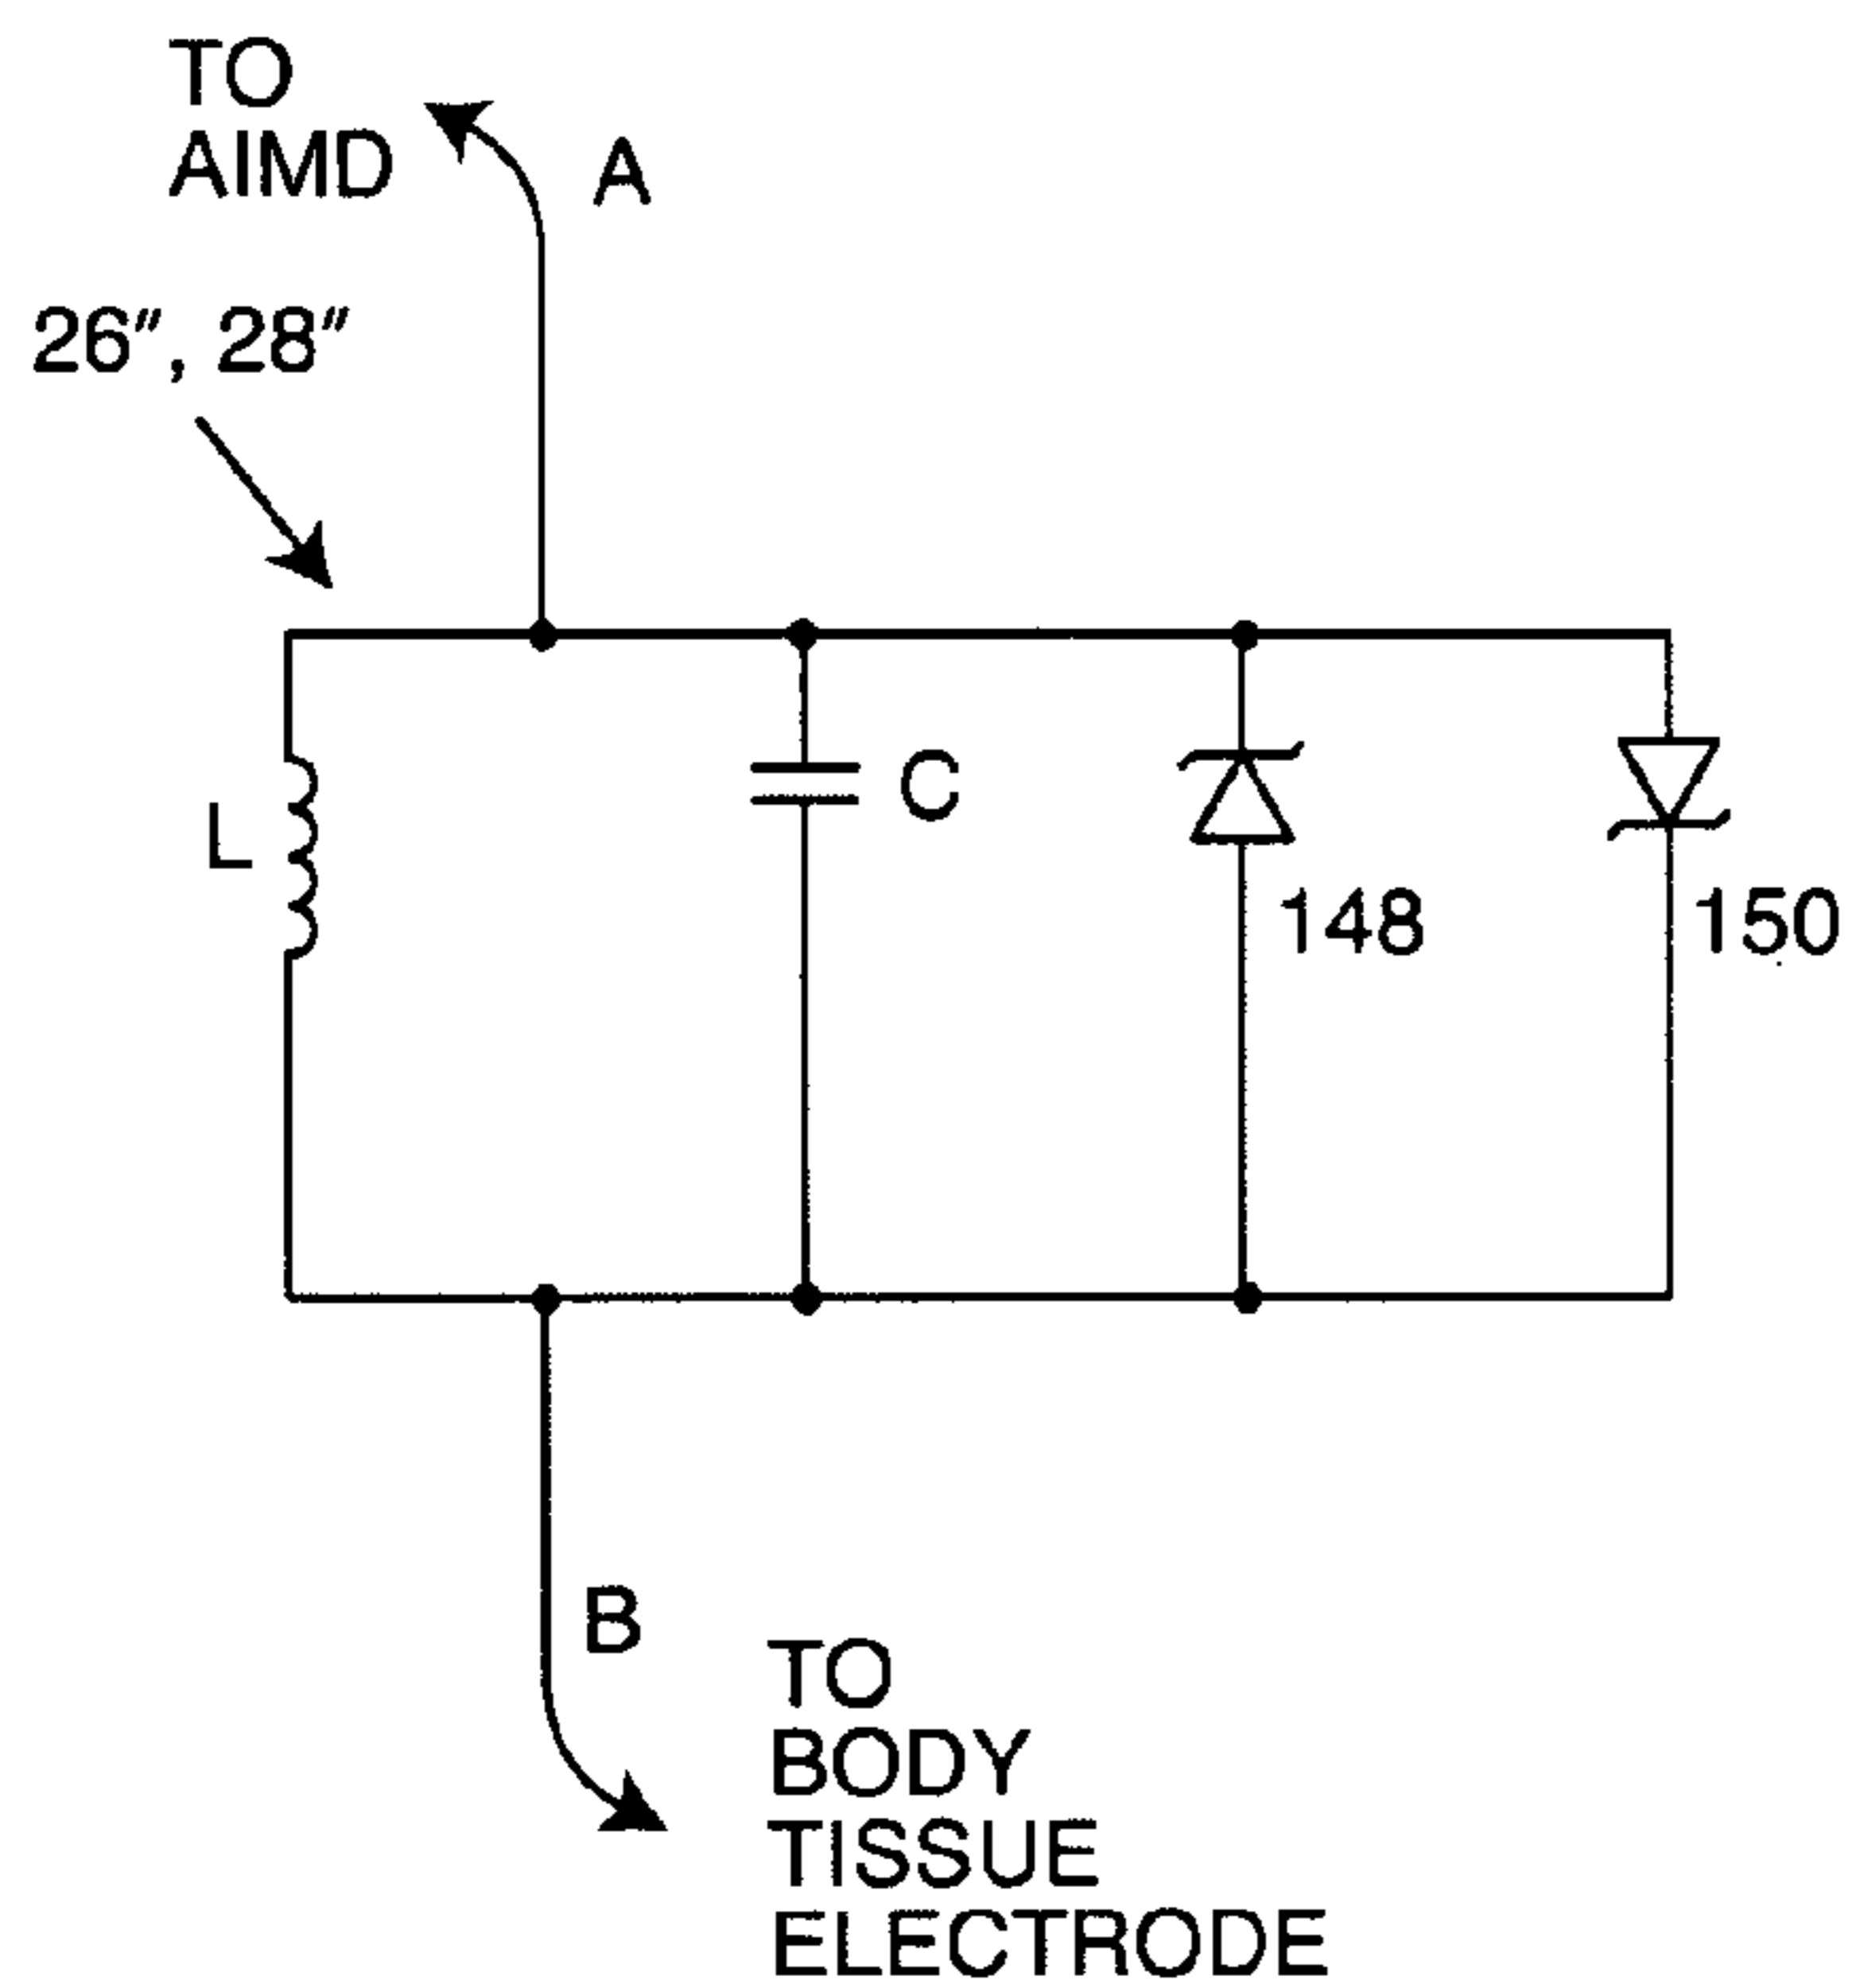 TO
AIMD
A
26″, 28″
L
C
148
150
B
TO
BODY
TISSUE
ELECTRODE